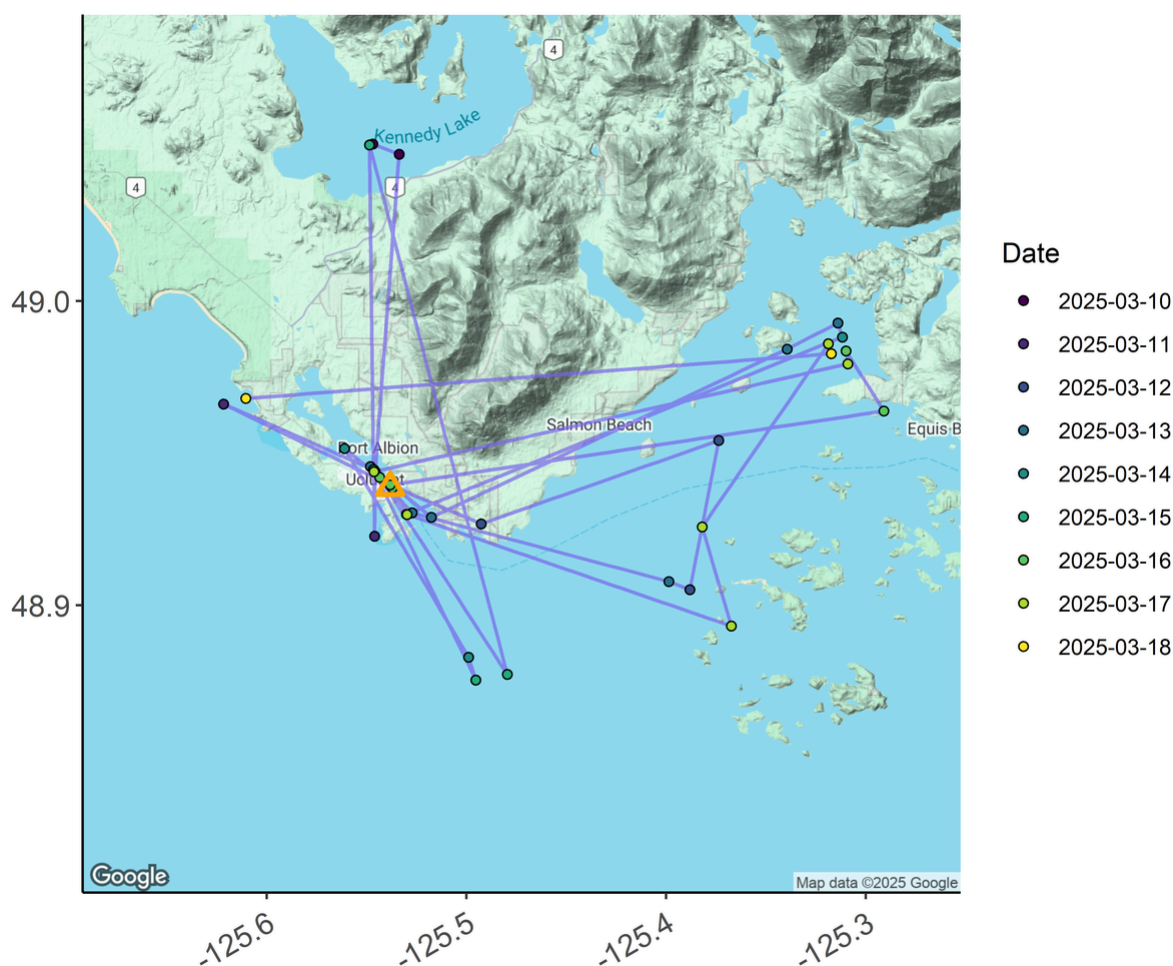 4
Kennedy Lake
4
4
49.0
Salmon Beach
Equis B
Port Albion
Ucluelet
48.9
Google
Map data ©2025 Google
-125.6
-125.5
-125.4
-125.3
Date
2025-03-10
2025-03-11
2025-03-12
2025-03-13
2025-03-14
2025-03-15
2025-03-16
2025-03-17
2025-03-18